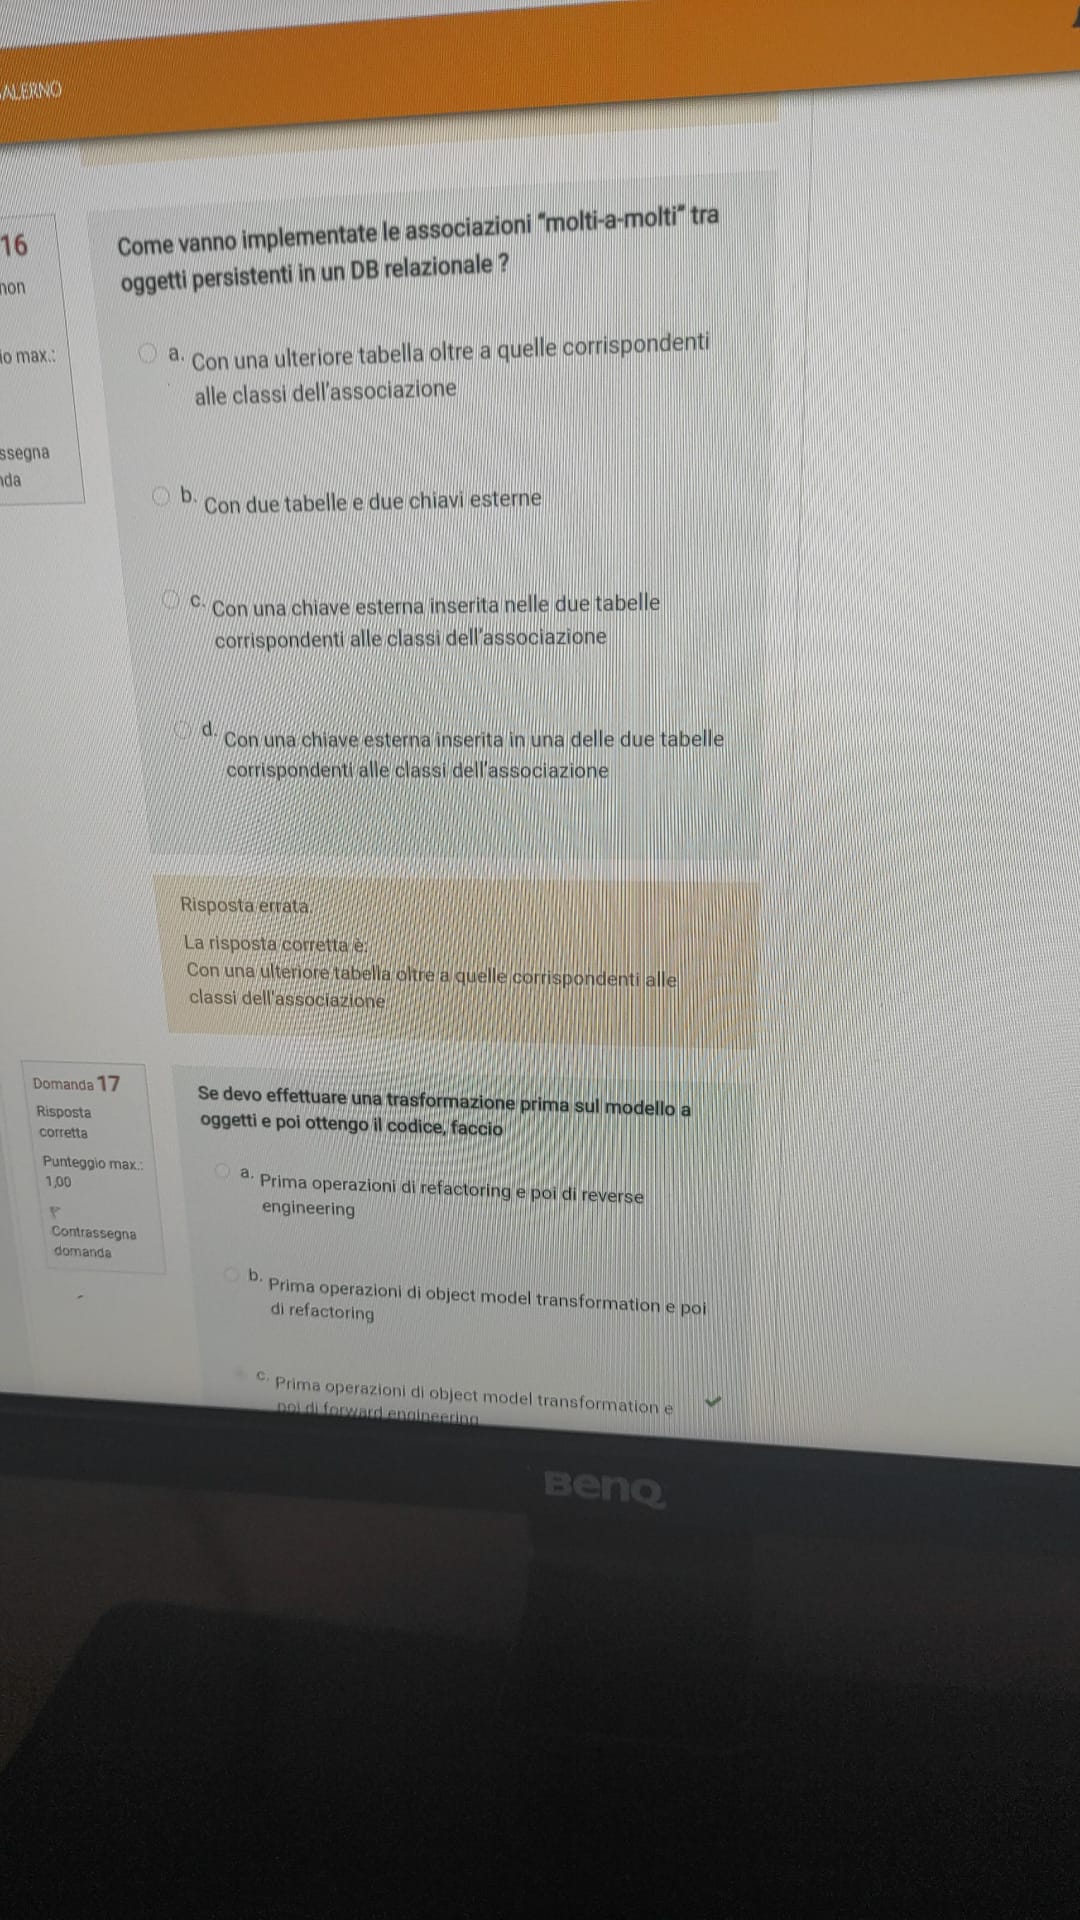 SALERNO
16
non
io max.:
ssegna
nda
Come vanno implementate le associazioni "molti-a-molti" tra
oggetti persistenti in un DB relazionale ?
a. Con una ulteriore tabella oltre a quelle corrispondenti
alle classi dell'associazione
b. Con due tabelle e due chiavi esterne
c. Con una chiave esterna inserita nelle due tabelle
corrispondenti alle classi dell'associazione
d. Con una chiave esterna inserita in una delle due tabelle
corrispondenti alle classi dell'associazione
Risposta errata.
La risposta corretta è:
Con una ulteriore tabella oltre a quelle corrispondenti alle
classi dell'associazione
Domanda 17
Risposta
corretta
Punteggio max.:
1,00
Contrassegna
domanda
Se devo effettuare una trasformazione prima sul modello a
oggetti e poi ottengo il codice, faccio
a. Prima operazioni di refactoring e poi di reverse
engineering
b. Prima operazioni di object model transformation e poi
di refactoring
c. Prima operazioni di object model transformation e
poi di forward engineering
BenQ